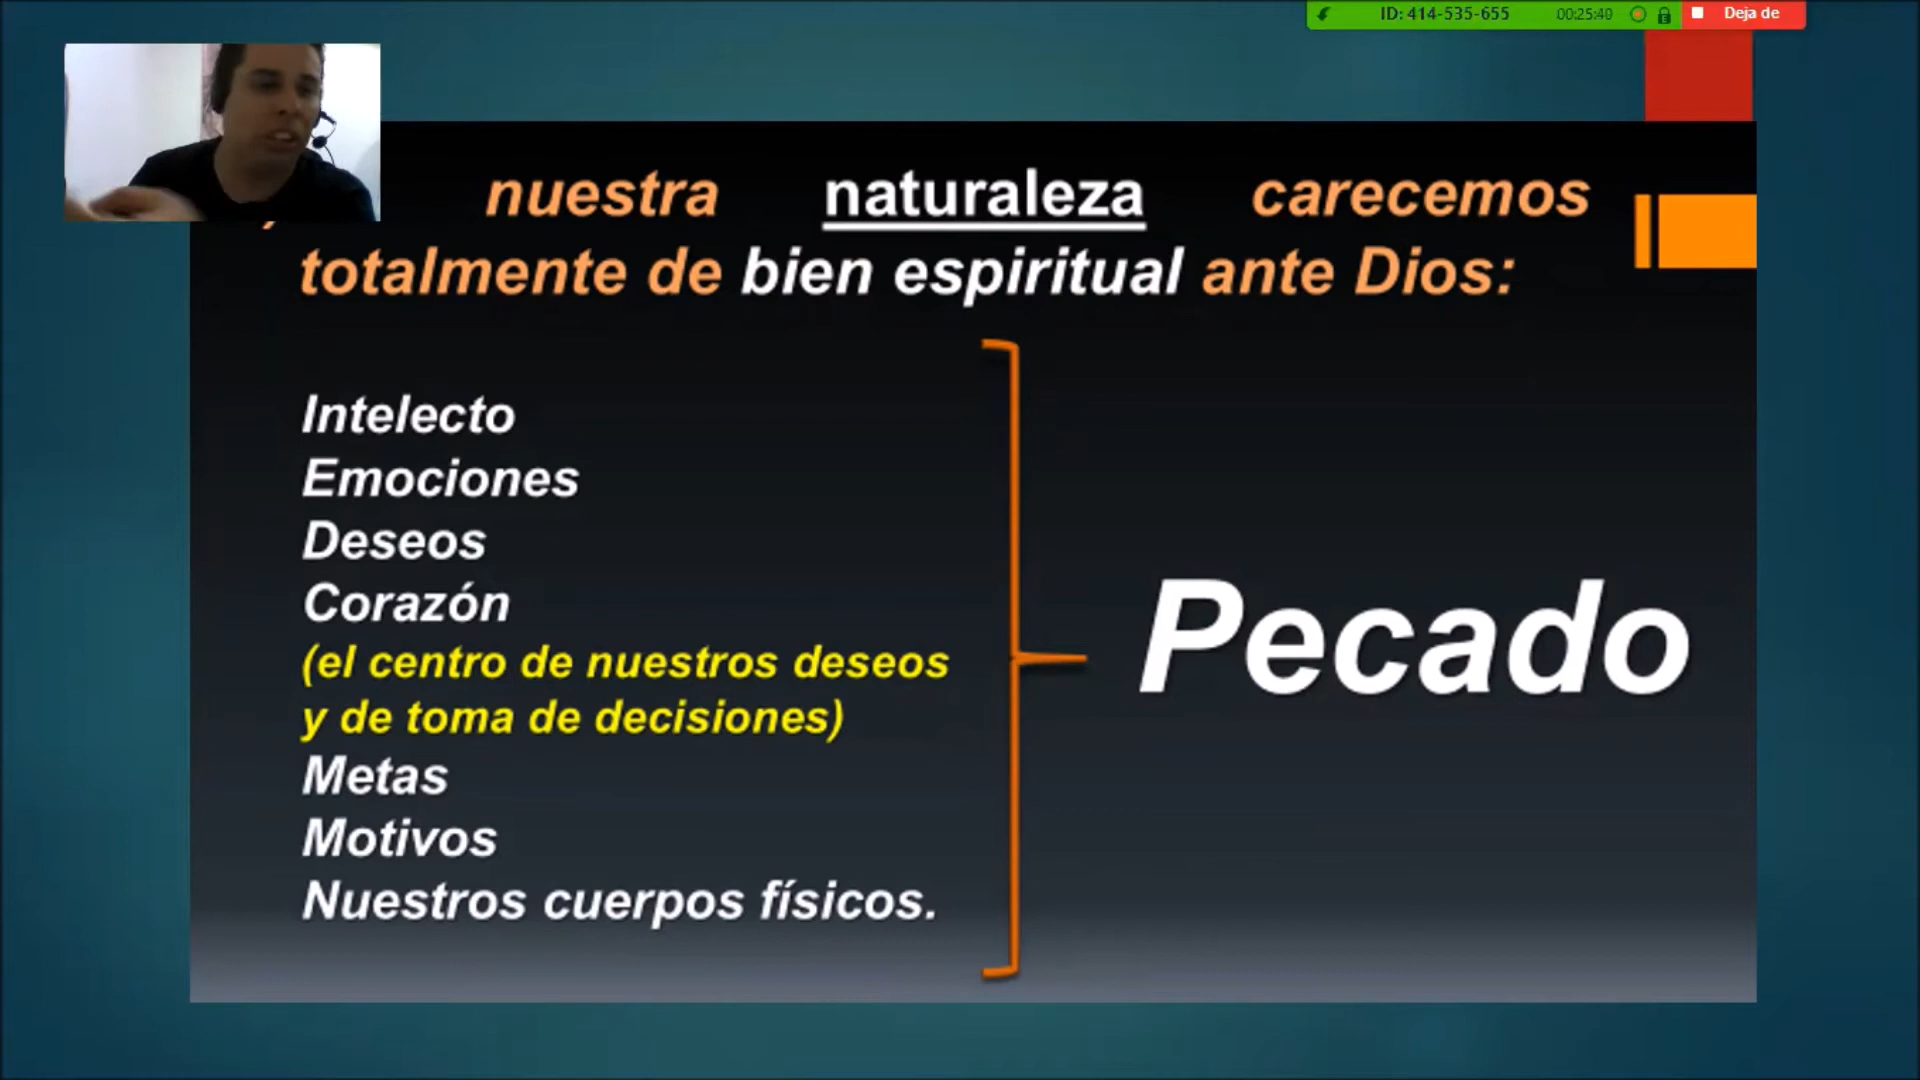 ID: 414-535-655 00:25:40 Deja de
nuestra naturaleza carecemos
totalmente de bien espiritual ante Dios:
Intelecto
Emociones
Deseos
Corazón
(el centro de nuestros deseos
y de toma de decisiones)
Metas
Motivos
Nuestros cuerpos físicos.
Pecado